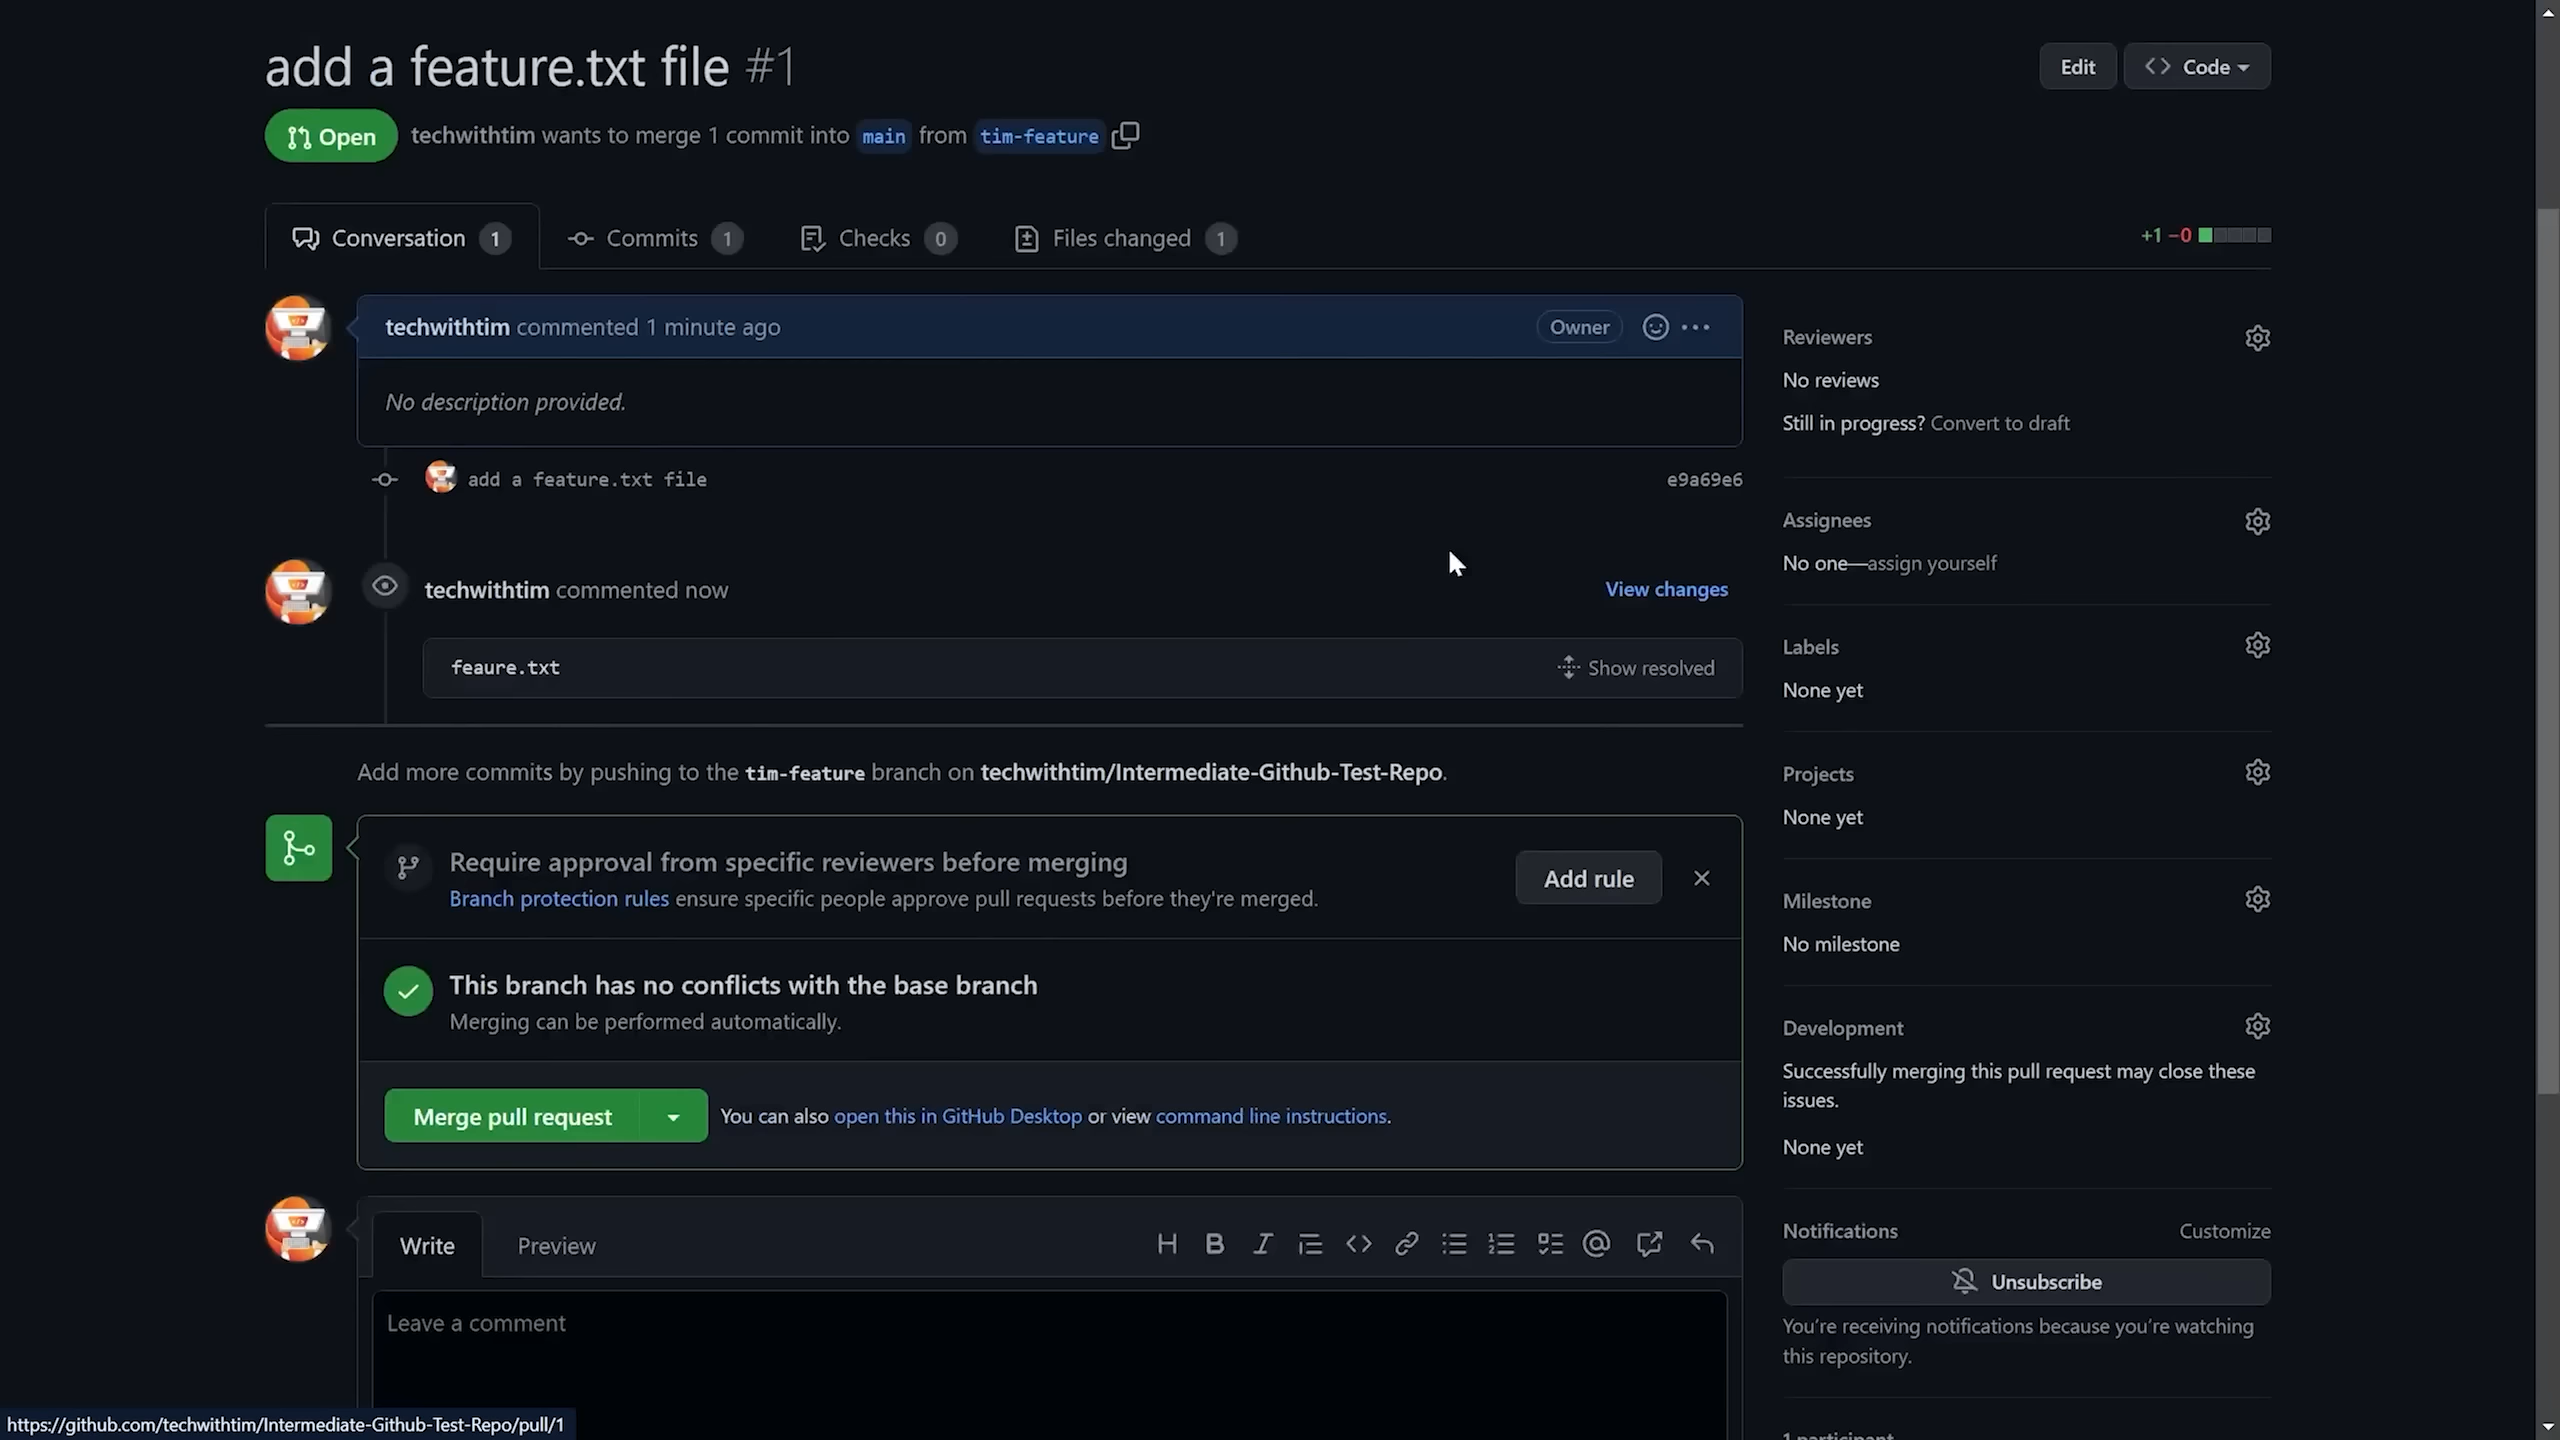 add a feature.txt file #1
Edit
Code
Open techwithtim wants to merge 1 commit into main from tim-feature
Conversation 1
Commits 1
Checks 0
Files changed 1
+1 −0
techwithtim commented 1 minute ago
Owner
No description provided.
add a feature.txt file
e9a69e6
techwithtim commented now
View changes
feaure.txt
Show resolved
Add more commits by pushing to the tim-feature branch on techwithtim/Intermediate-Github-Test-Repo.
Require approval from specific reviewers before merging
Branch protection rules ensure specific people approve pull requests before they're merged.
Add rule
This branch has no conflicts with the base branch
Merging can be performed automatically.
Merge pull request
You can also open this in GitHub Desktop or view command line instructions.
Write
Preview
Leave a comment
Reviewers
No reviews
Still in progress? Convert to draft
Assignees
No one—assign yourself
Labels
None yet
Projects
None yet
Milestone
No milestone
Development
Successfully merging this pull request may close these
issues.
None yet
Notifications
Customize
Unsubscribe
You're receiving notifications because you're watching
this repository.
1 participant
https://github.com/techwithtim/Intermediate-Github-Test-Repo/pull/1